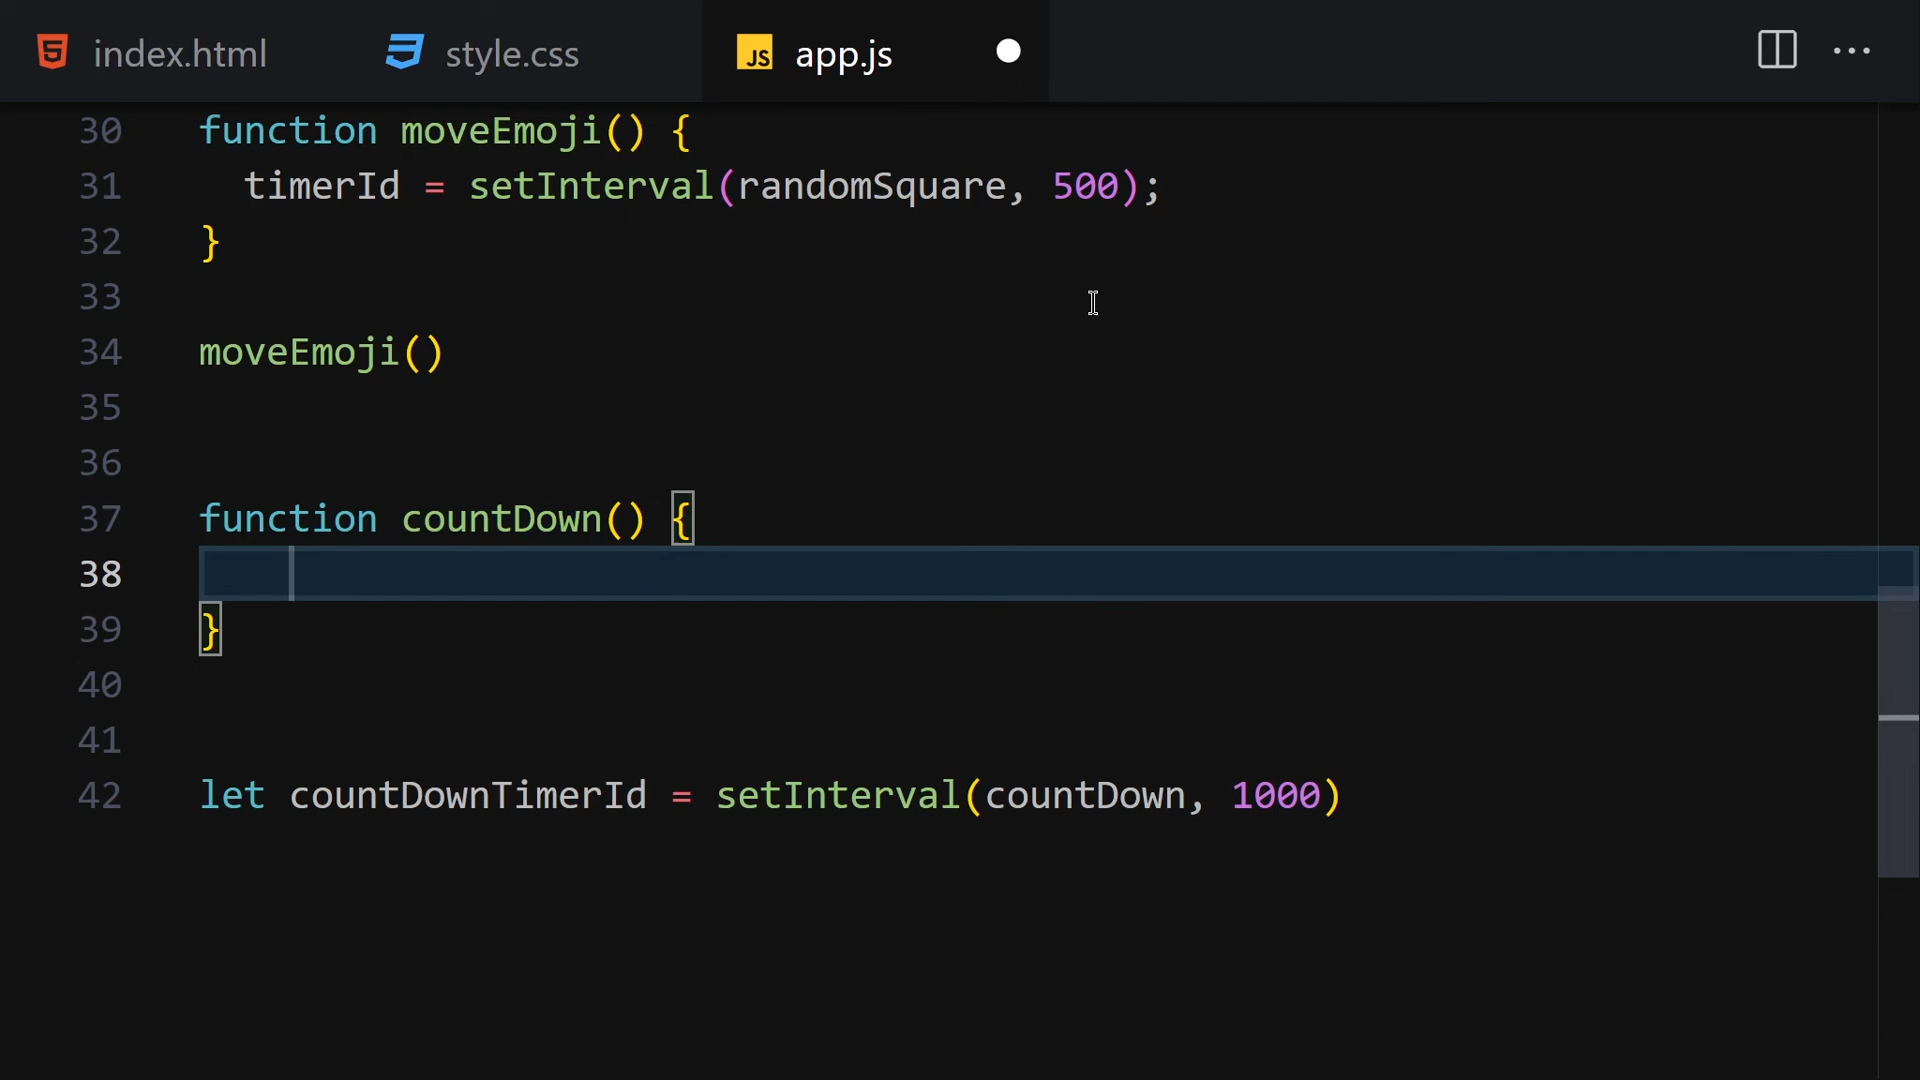 index.html style.css JS app.js
30 function moveEmoji() {
31 timerId = setInterval(randomSquare, 500);
32 }
33
34 moveEmoji()
35
36
37 function countDown() {
38
39 }
40
41
42 let countDownTimerId = setInterval(countDown, 1000)